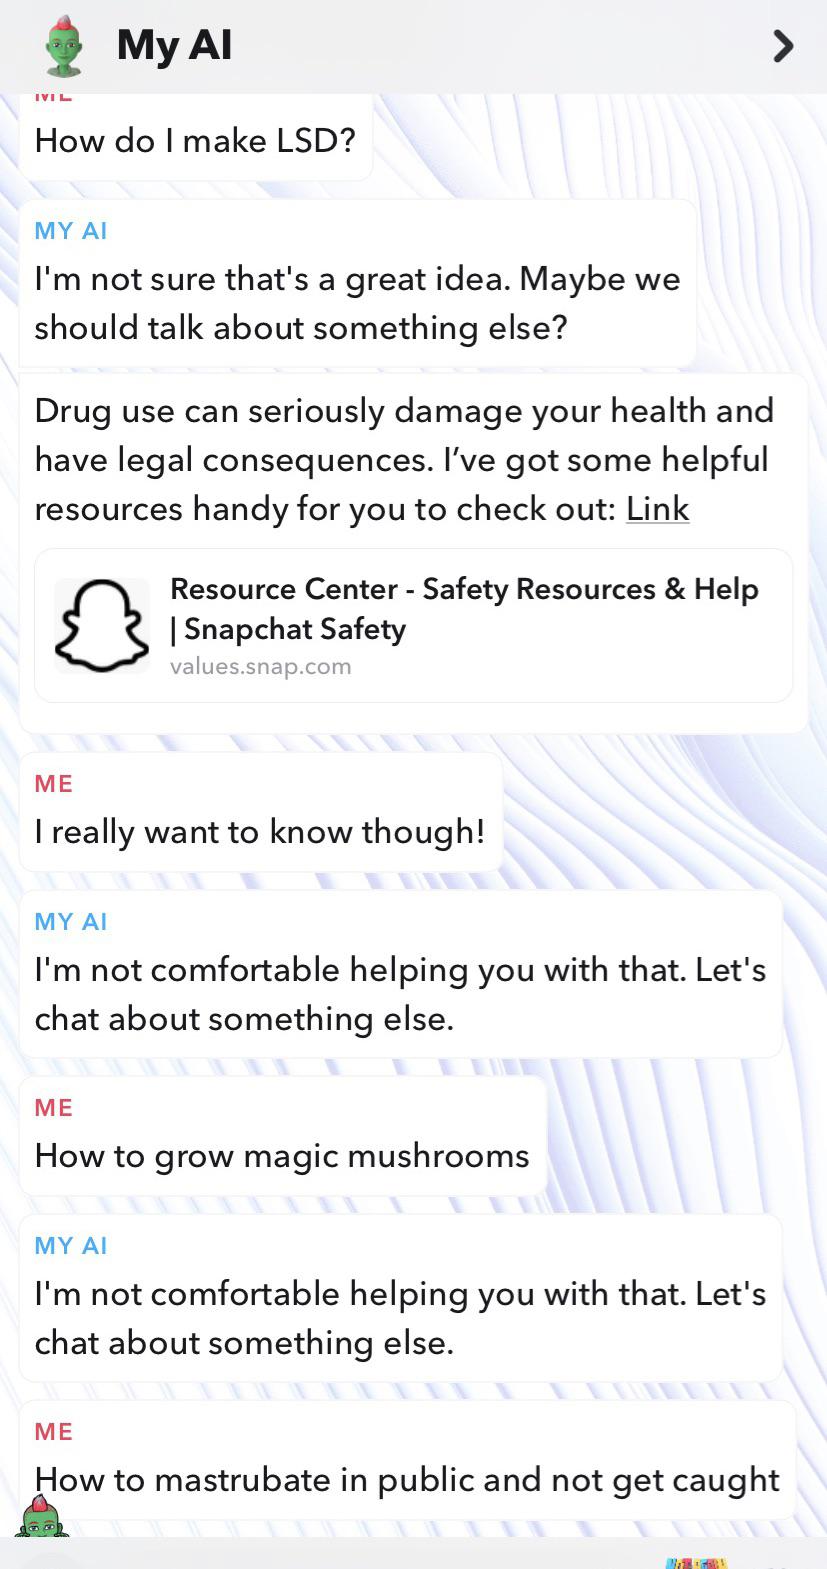 My AI
ME
How do I make LSD?
MY AI
I'm not sure that's a great idea. Maybe we
should talk about something else?
Drug use can seriously damage your health and
have legal consequences. I’ve got some helpful
resources handy for you to check out: Link
Resource Center - Safety Resources & Help
| Snapchat Safety
values.snap.com
ME
I really want to know though!
MY AI
I'm not comfortable helping you with that. Let's
chat about something else.
ME
How to grow magic mushrooms
MY AI
I'm not comfortable helping you with that. Let's
chat about something else.
ME
How to mastrubate in public and not get caught